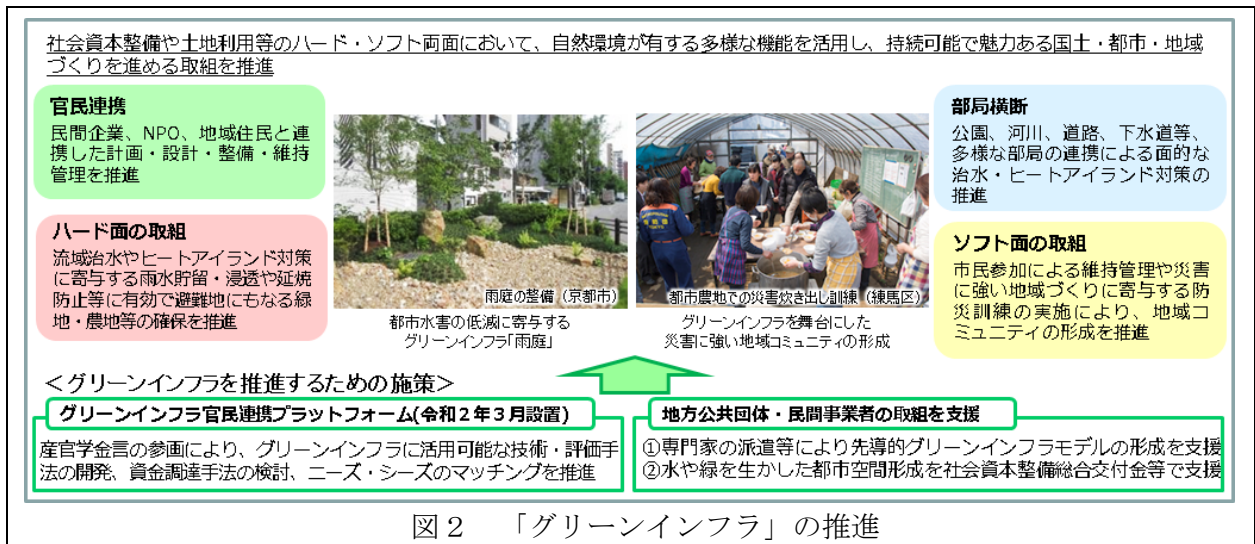 社会資本整備や土地利用等のハード・ソフト両面において、自然環境が有する多様な機能を活用し、持続可能で魅力ある国土・都市・地域
づくりを進める取組を推進
官民連携
民間企業、NPO、地域住民と連
携した計画・設計・整備・維持
管理を推進
ハード面の取組
流域治水やヒートアイランド対策
に寄与する雨水貯留・浸透や延焼
防止等に有効で避難地にもなる緑
地・農地等の確保を推進
雨庭の整備（京都市）
都市水害の低減に寄与する
グリーンインフラ「雨庭」
都市農地での災害炊き出し訓練（練馬区）
グリーンインフラを舞台にした
災害に強い地域コミュニティの形成
部局横断
公園、河川、道路、下水道等、
多様な部局の連携による面的な
治水・ヒートアイランド対策の
推進
ソフト面の取組
市民参加による維持管理や災害
に強い地域づくりに寄与する防
災訓練の実施により、地域コ
ミュニティの形成を推進
＜グリーンインフラを推進するための施策＞
グリーンインフラ官民連携プラットフォーム(令和２年３月設置)
産官学金言の参画により、グリーンインフラに活用可能な技術・評価手
法の開発、資金調達手法の検討、ニーズ・シーズのマッチングを推進
地方公共団体・民間事業者の取組を支援
①専門家の派遣等により先導的グリーンインフラモデルの形成を支援
②水や緑を生かした都市空間形成を社会資本整備総合交付金等で支援
図２　「グリーンインフラ」の推進